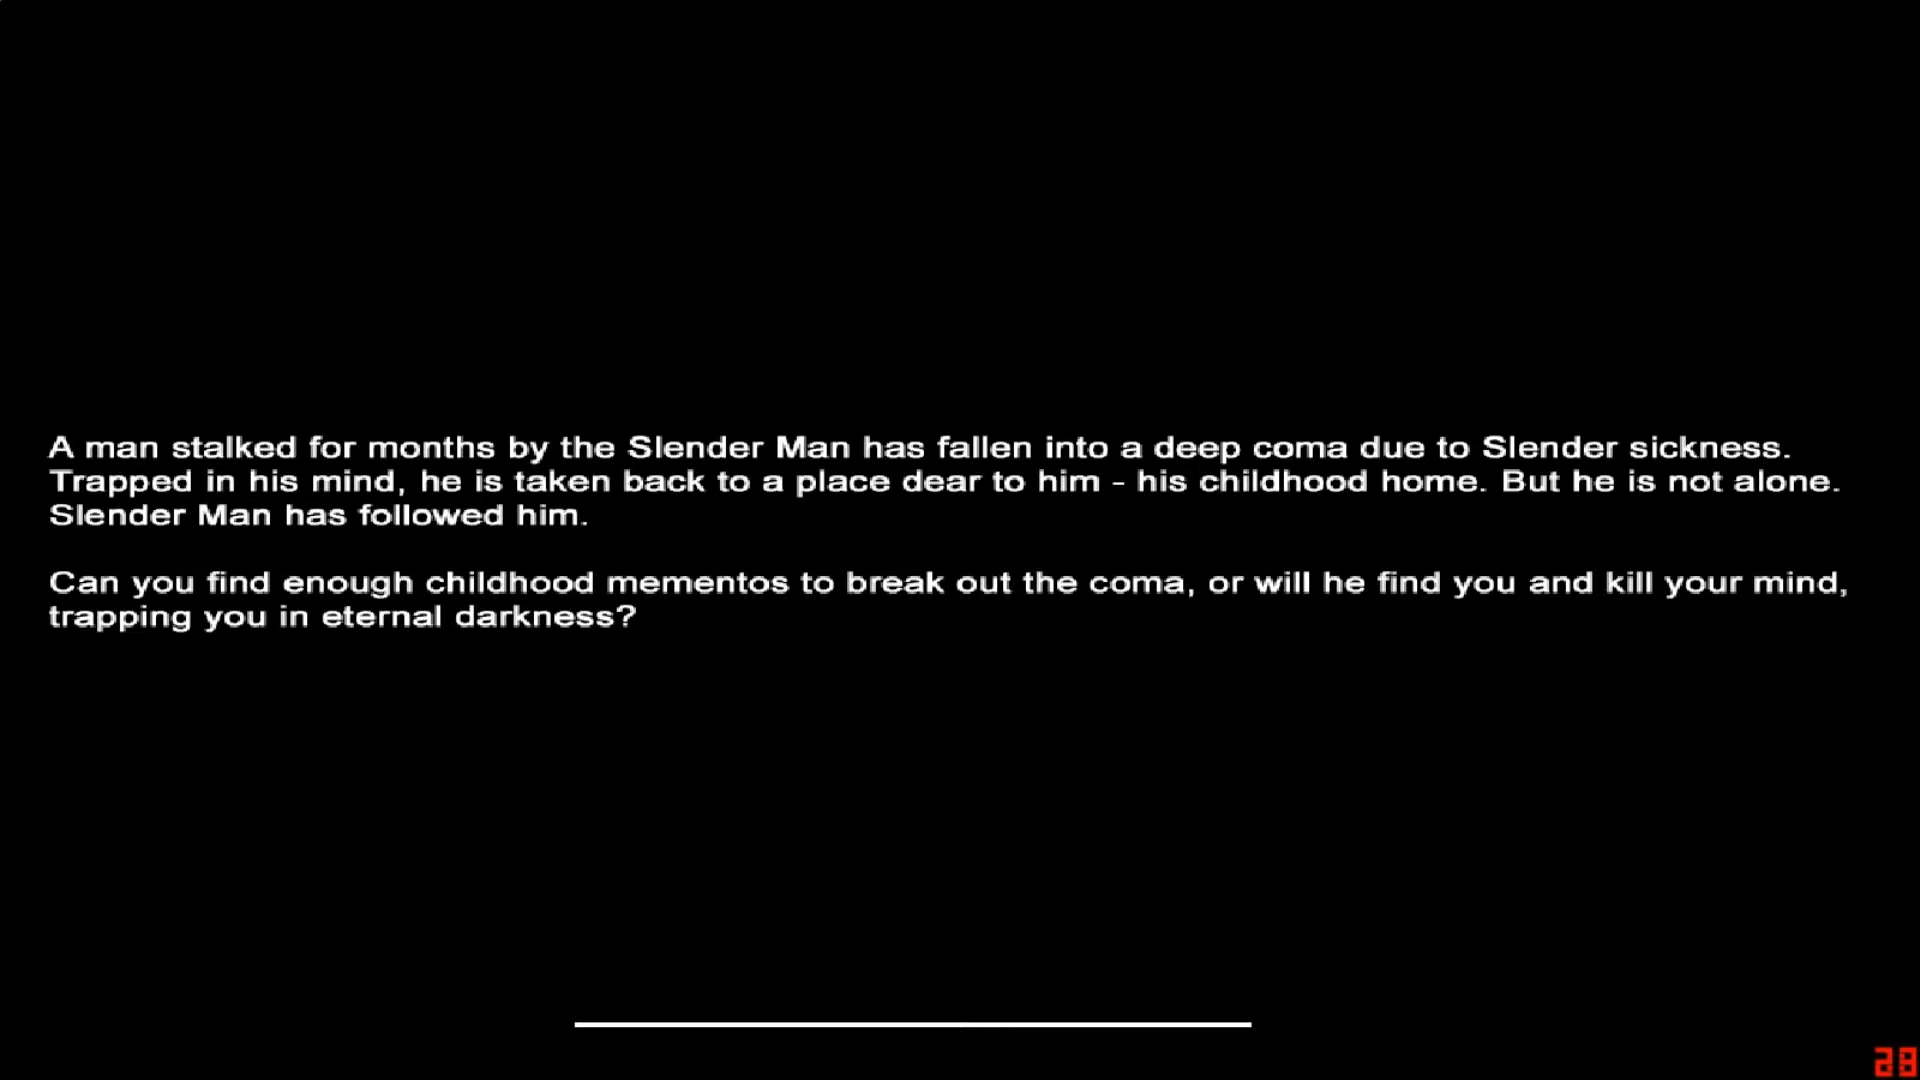 A man stalked for months by the Slender Man has fallen into a deep coma due to Slender sickness.
Trapped in his mind, he is taken back to a place dear to him - his childhood home. But he is not alone.
Slender Man has followed him.
Can you find enough childhood mementos to break out the coma, or will he find you and kill your mind,
trapping you in eternal darkness?
28